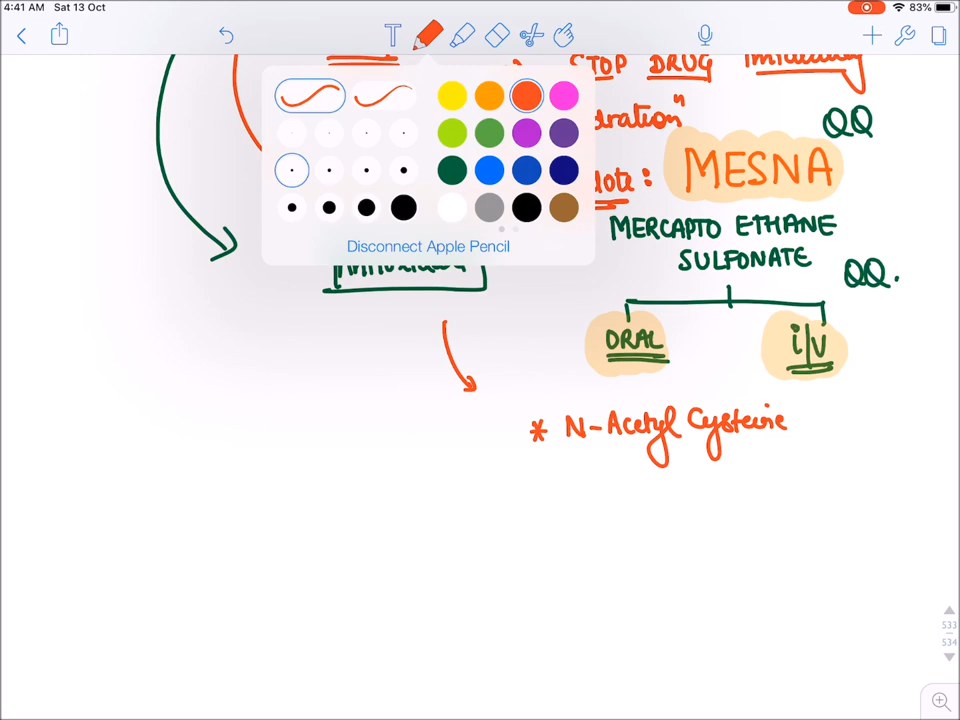 4:41 AM Sat 13 Oct
83%
T
STOP DRUG
QQ
MESNA
Disconnect Apple Pencil
MERCAPTO ETHANE
SULFONATE
QQ.
ORAL
i/v
* N-Acetyl Cysteine
533
534